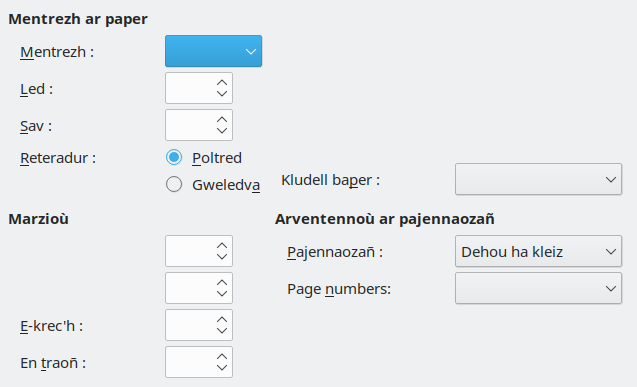 Mentrezh ar paper
Mentrezh :
Led :
Sav :
Reteradur :
Poltred
Gweledva
Kludell baper :
Marzioù
Arventennoù ar pajennaozañ
Pajennaozañ :
Dehou ha kleiz
Page numbers:
E-krec'h :
En traoñ :